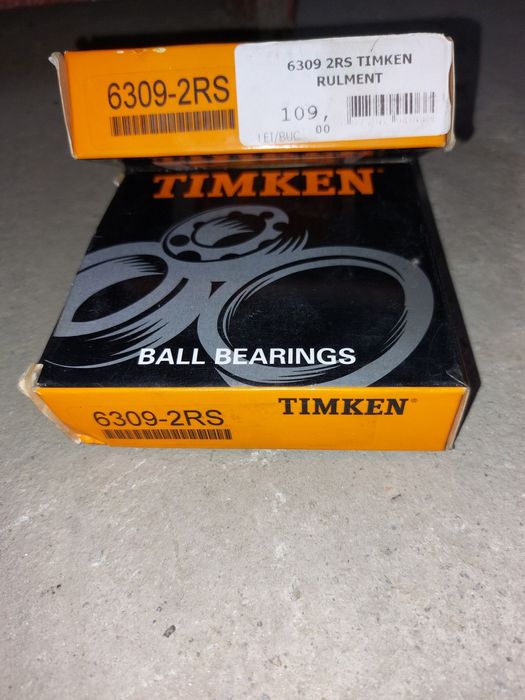 6309-2RS
6309 2RS TIMKEN
RULMENT
109,
LEI/BUC 00
TIMKEN
BALL BEARINGS
6309-2RS
TIMKEN